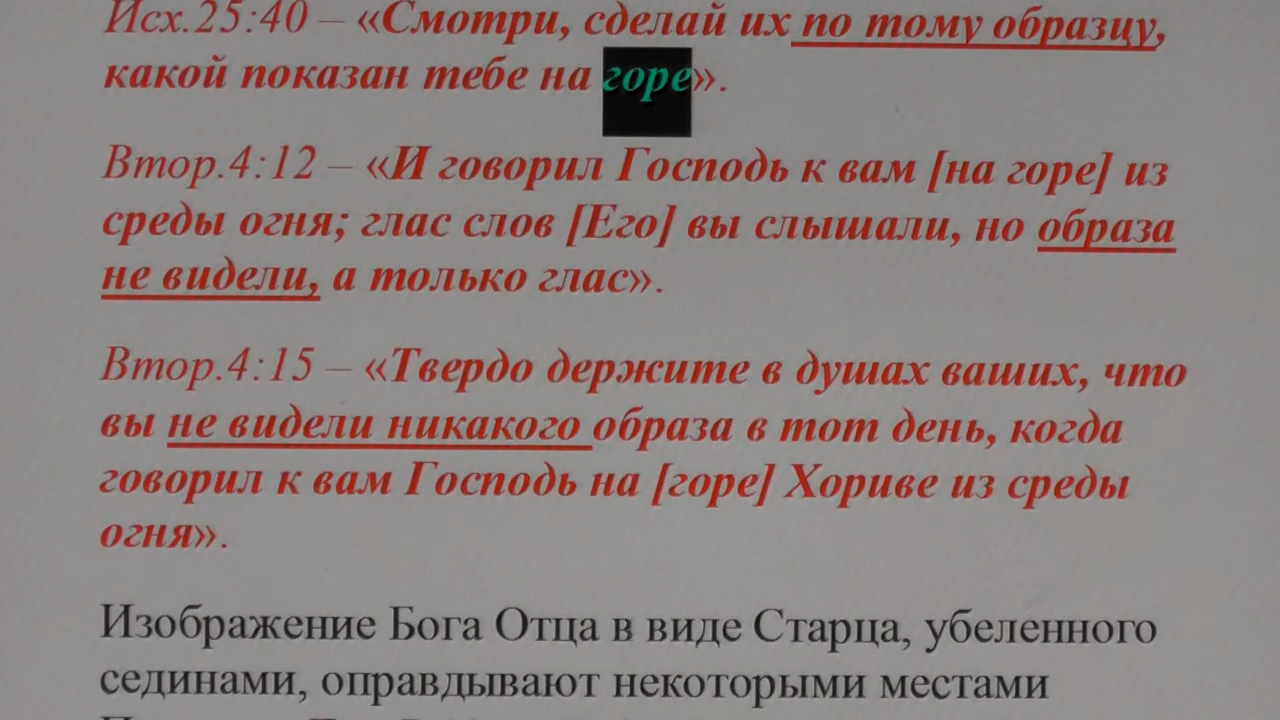 Исх.25:40 – «Смотри, сделай их по тому образцу,
какой показан тебе на горе».
Втор.4:12 – «И говорил Господь к вам [на горе] из
среды огня; глас слов [Его] вы слышали, но образа
не видели, а только глас».
Втор.4:15 – «Твердо держите в душах ваших, что
вы не видели никакого образа в тот день, когда
говорил к вам Господь на [горе] Хориве из среды
огня».
Изображение Бога Отца в виде Старца, убеленного
сединами, оправдывают некоторыми местами